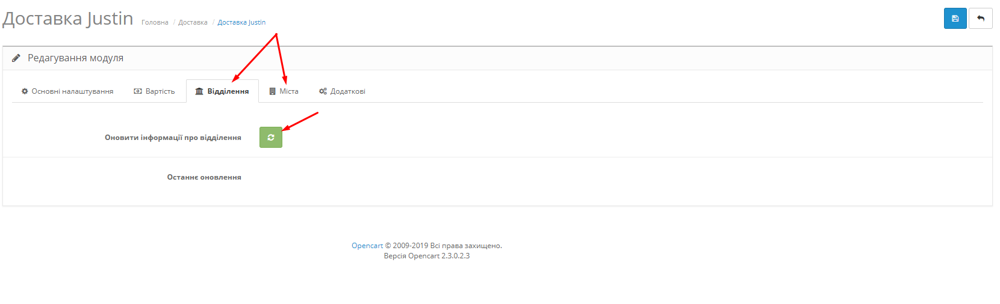 Доставка Justin Головна / Доставка / Доставка Justin
Редагування модуля
Основні налаштування Вартість Відділення Міста Додаткові
Оновити інформації про відділення
Останнє оновлення
Opencart © 2009-2019 Всі права захищено.
Версія Opencart 2.3.0.2.3